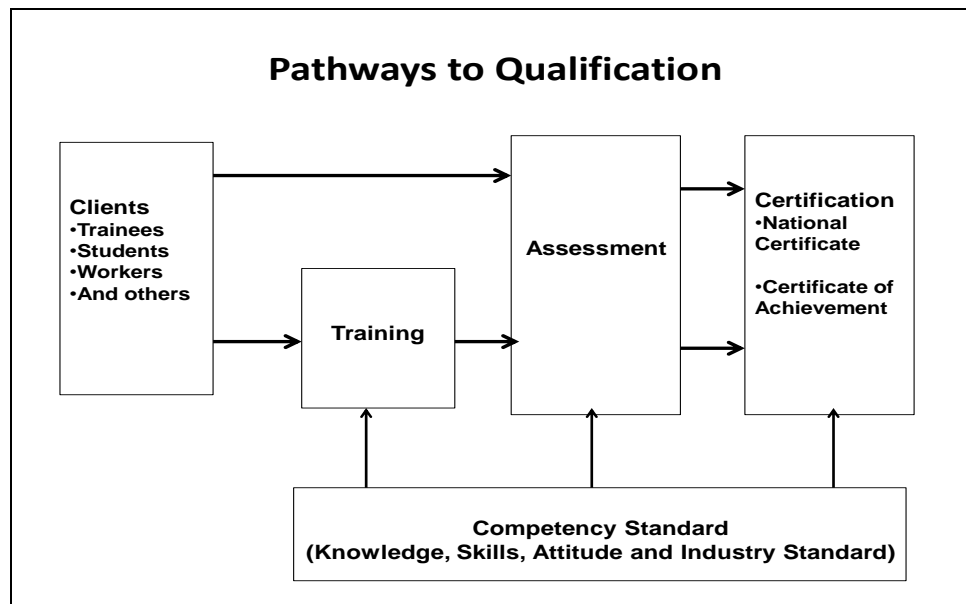 Pathways to Qualification
Clients
•Trainees
•Students
•Workers
•And others
Training
Assessment
Certification
•National
Certificate
•Certificate of
Achievement
Competency Standard
(Knowledge, Skills, Attitude and Industry Standard)